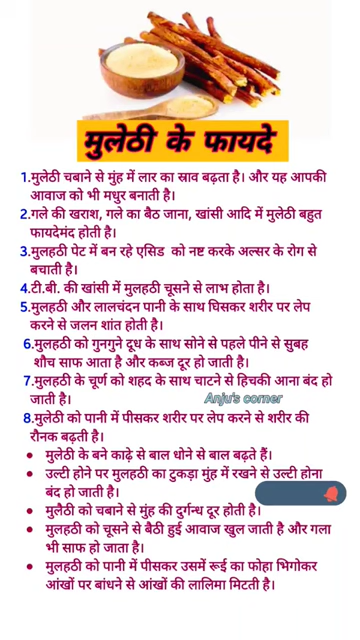 मुलेठी के फायदे
1.मुलेठी चबाने से मुंह में लार का स्राव बढ़ता है। और यह आपकी
आवाज को भी मधुर बनाती है।
2.गले की खराश, गले का बैठ जाना, खांसी आदि में मुलेठी बहुत
फायदेमंद होती है।
3.मुलहठी पेट में बन रहे एसिड को नष्ट करके अल्सर के रोग से
बचाती है।
4.टी.बी. की खांसी में मुलहठी चूसने से लाभ होता है।
5.मुलहठी और लालचंदन पानी के साथ घिसकर शरीर पर लेप
करने से जलन शांत होती है।
6.मुलहठी को गुनगुने दूध के साथ सोने से पहले पीने से सुबह
शौच साफ आता है और कब्ज दूर हो जाती है।
7.मुलहठी के चूर्ण को शहद के साथ चाटने से हिचकी आना बंद हो
जाती है।
Anju's corner
8.मुलेठी को पानी में पीसकर शरीर पर लेप करने से शरीर की
रौनक बढ़ती है।
• मुलेठी के बने काढ़े से बाल धोने से बाल बढ़ते हैं।
• उल्टी होने पर मुलहठी का टुकड़ा मुंह में रखने से उल्टी होना
बंद हो जाती है।
• मुलैठी को चबाने से मुंह की दुर्गन्ध दूर होती है।
• मुलहठी को चूसने से बैठी हुई आवाज खुल जाती है और गला
भी साफ हो जाता है।
• मुलहठी को पानी में पीसकर उसमें रूई का फोहा भिगोकर
आंखों पर बांधने से आंखों की लालिमा मिटती है।